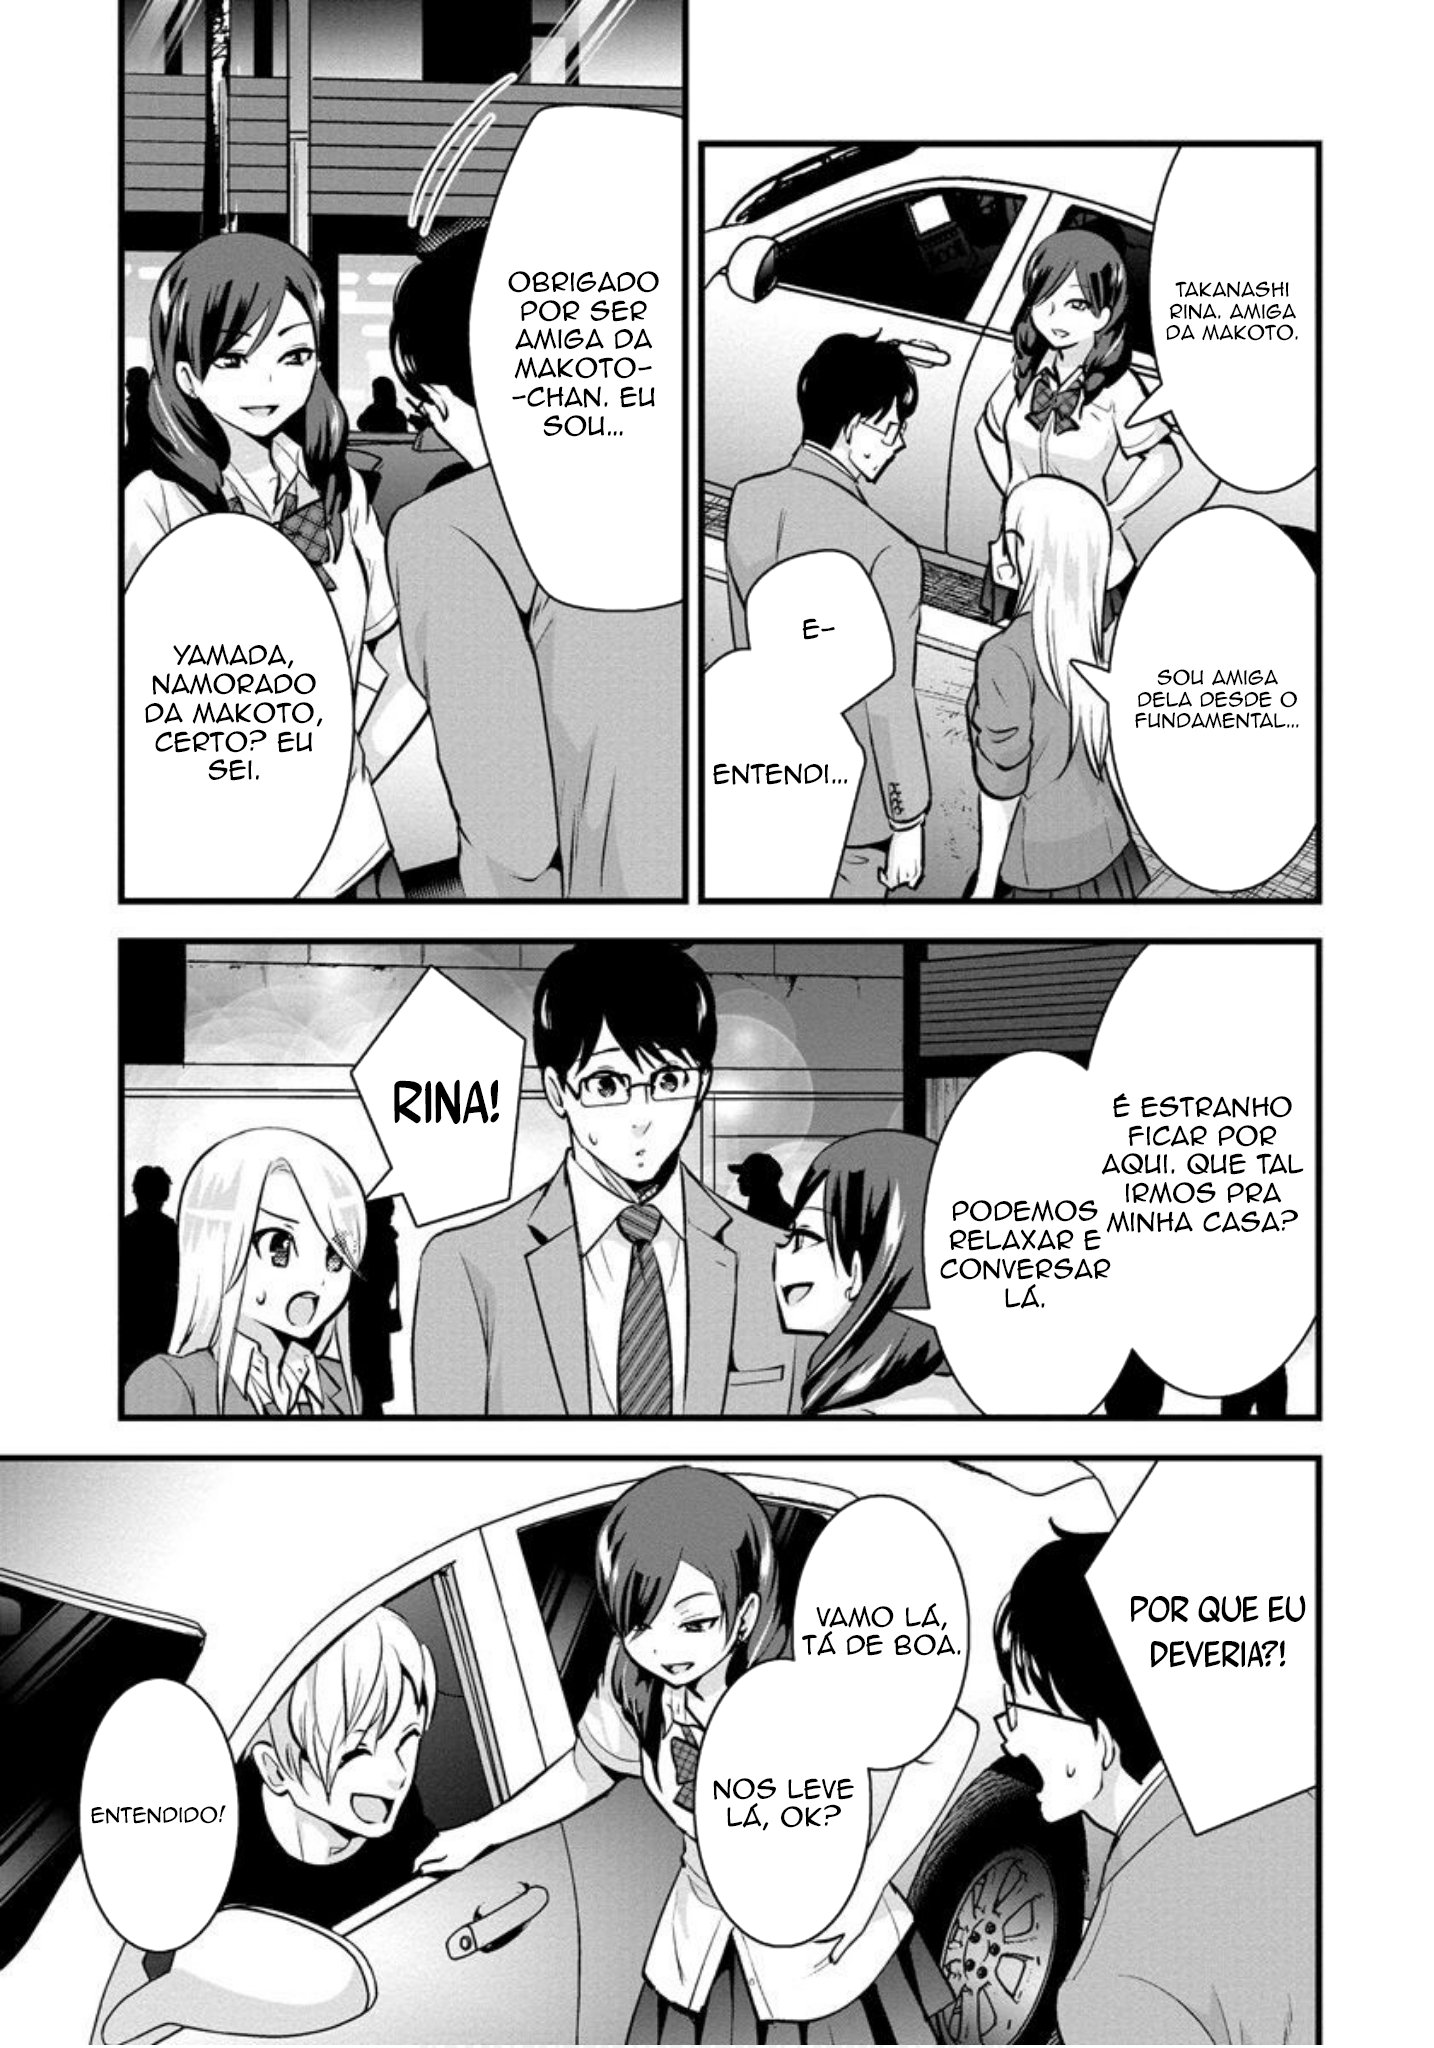 TAKANASHI
RINA. AMIGA
DA MAKOTO.
SOU AMIGA
DELA DESDE O
FUNDAMENTAL...
E-
ENTENDI...
OBRIGADO
POR SER
AMIGA DA
MAKOTO-
-CHAN. EU
SOU...
YAMADA,
NAMORADO
DA MAKOTO,
CERTO? EU
SEI.
É ESTRANHO
FICAR POR
AQUI. QUE TAL
IRMOS PRA
MINHA CASA?
PODEMOS
RELAXAR E
CONVERSAR
LÁ.
RINA!
POR QUE EU
DEVERIA?!
VAMO LÁ,
TÁ DE BOA.
NOS LEVE
LÁ, OK?
ENTENDIDO!